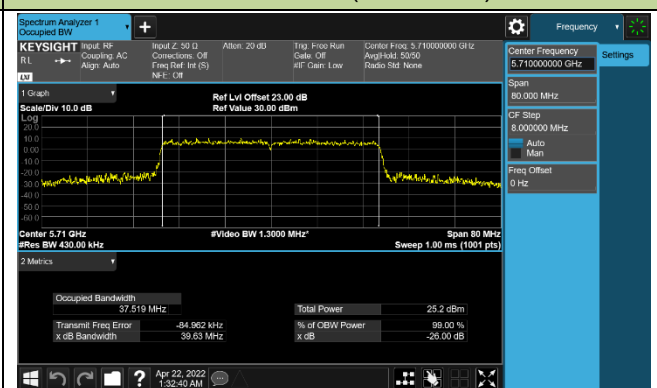 Spectrum Analyzer 1
Occupied BW
Frequency
KEYSIGHT
RL
Input: RF
Coupling: AC
Align: Auto
Input Z: 50 Ω
Corrections: Off
Freq Ref: Int (S)
NFE: Off
Atten: 20 dB
Trig: Free Run
Gate: Off
#IF Gain: Low
Center Freq: 5.710000000 GHz
Avg|Hold: 50/50
Radio Std: None
LXI
1 Graph
Scale/Div 10.0 dB
Ref Lvl Offset 23.00 dB
Ref Value 30.00 dBm
Log
20.0
10.0
0.00
-10.0
-20.0
-30.0
-40.0
-50.0
-60.0
Center 5.71 GHz
#Res BW 430.00 kHz
#Video BW 1.3000 MHz*
Span 80 MHz
Sweep 1.00 ms (1001 pts)
2 Metrics
Occupied Bandwidth
37.519 MHz
Total Power 25.2 dBm
Transmit Freq Error -84.962 kHz
% of OBW Power 99.00 %
x dB Bandwidth 39.63 MHz
x dB -26.00 dB
Center Frequency
5.710000000 GHz
Settings
Span
80.000 MHz
CF Step
8.000000 MHz
Auto
Man
Freq Offset
0 Hz
?
Apr 22, 2022
1:32:40 AM